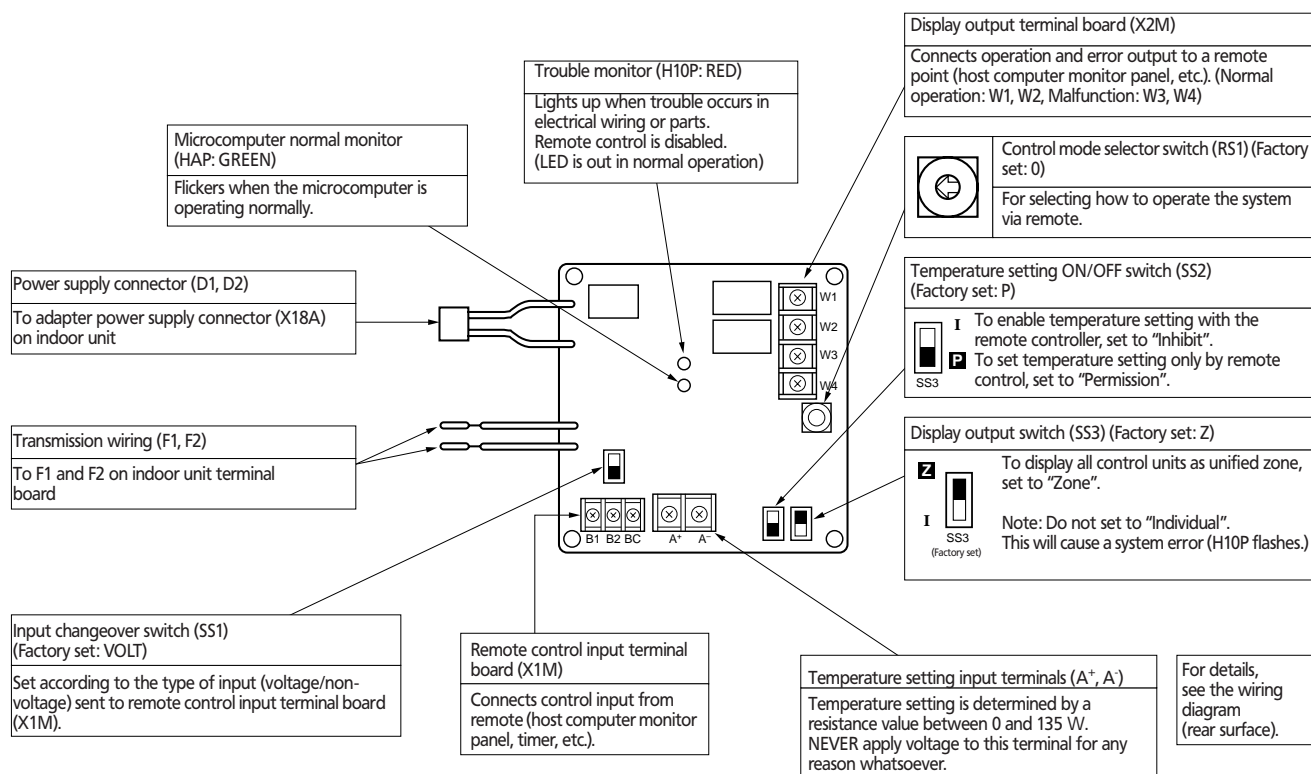 Display output terminal board (X2M)
Connects operation and error output to a remote
point (host computer monitor panel, etc.). (Normal
operation: W1, W2, Malfunction: W3, W4)
Trouble monitor (H10P: RED)
Lights up when trouble occurs in
electrical wiring or parts.
Remote control is disabled.
(LED is out in normal operation)
Microcomputer normal monitor
(HAP: GREEN)
Flickers when the microcomputer is
operating normally.
Control mode selector switch (RS1) (Factory
set: 0)
For selecting how to operate the system
via remote.
Power supply connector (D1, D2)
To adapter power supply connector (X18A)
on indoor unit
Temperature setting ON/OFF switch (SS2)
(Factory set: P)
I
To enable temperature setting with the
remote controller, set to “Inhibit”.
P
To set temperature setting only by remote
control, set to “Permission”.
SS3
W1
W2
W3
W4
Transmission wiring (F1, F2)
To F1 and F2 on indoor unit terminal
board
Display output switch (SS3) (Factory set: Z)
Z
To display all control units as unified zone,
set to “Zone”.
I
Note: Do not set to “Individual”.
This will cause a system error (H10P flashes.)
SS3
(Factory set)
B1 B2 BC A+ A-
Input changeover switch (SS1)
(Factory set: VOLT)
Set according to the type of input (voltage/non-
voltage) sent to remote control input terminal board
(X1M).
Remote control input terminal
board (X1M)
Connects control input from
remote (host computer monitor
panel, timer, etc.).
Temperature setting input terminals (A+, A-)
Temperature setting is determined by a
resistance value between 0 and 135 W.
NEVER apply voltage to this terminal for any
reason whatsoever.
For details,
see the wiring
diagram
(rear surface).